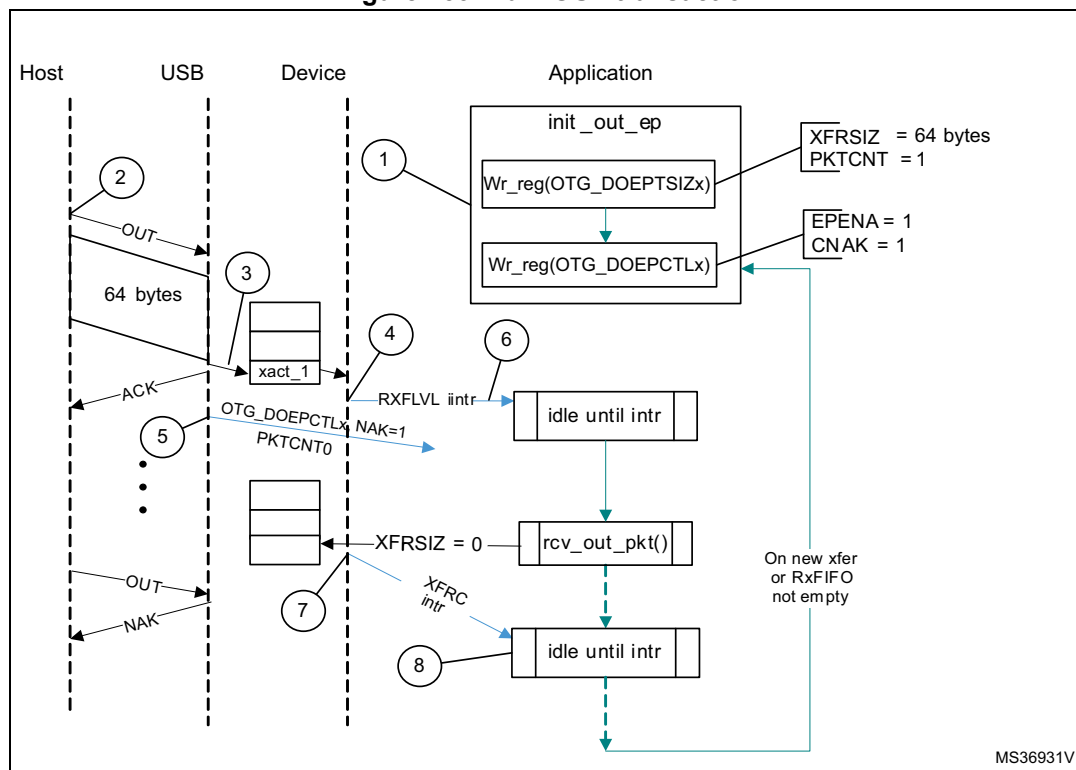 Host
USB
Device
Application
init _out_ep
XFRSIZ = 64 bytes
PKTCNT = 1
1
Wr_reg(OTG_DOEPTSIZx)
2
OUT
EPENA = 1
CNAK = 1
Wr_reg(OTG_DOEPCTLx)
3
64 bytes
4
6
xact_1
ACK
RXFLVL iintr
idle until intr
OTG_DOEPCTLx, NAK=1
PKTCNT0
5
XFRSIZ = 0
rcv_out_pkt()
On new xfer
or RxFIFO
not empty
OUT
XFRC
intr
7
NAK
idle until intr
8
MS36931V